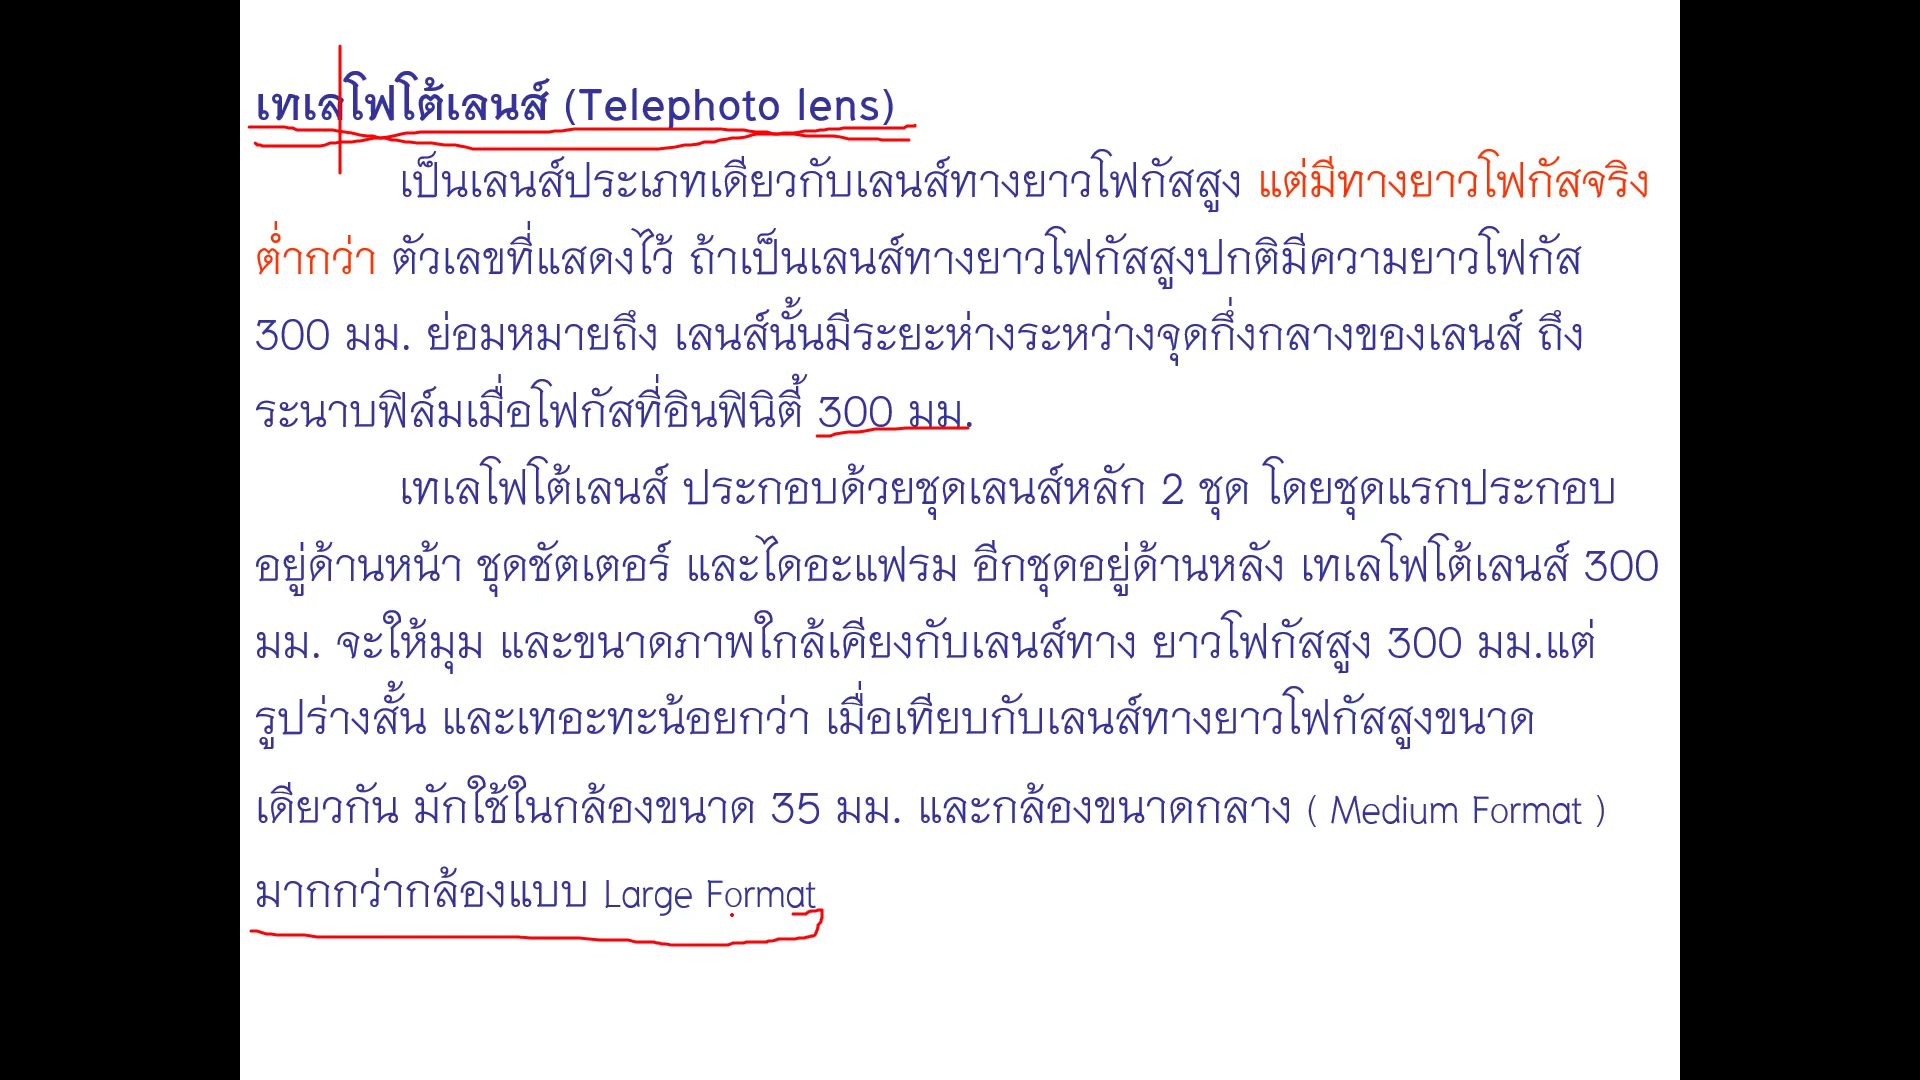 เทเลโฟโต้เลนส์ (Telephoto lens)
เป็นเลนส์ประเภทเดียวกับเลนส์ทางยาวโฟกัสสูง แต่มีทางยาวโฟกัสจริง
ต่ำกว่า ตัวเลขที่แสดงไว้ ถ้าเป็นเลนส์ทางยาวโฟกัสสูงปกติมีความยาวโฟกัส
300 มม. ย่อมหมายถึง เลนส์นั้นมีระยะห่างระหว่างจุดกึ่งกลางของเลนส์ ถึง
ระนาบฟิล์มเมื่อโฟกัสที่อินฟินิตี้ 300 มม.
เทเลโฟโต้เลนส์ ประกอบด้วยชุดเลนส์หลัก 2 ชุด โดยชุดแรกประกอบ
อยู่ด้านหน้า ชุดชัตเตอร์ และไดอะแฟรม อีกชุดอยู่ด้านหลัง เทเลโฟโต้เลนส์ 300
มม. จะให้มุม และขนาดภาพใกล้เคียงกับเลนส์ทาง ยาวโฟกัสสูง 300 มม.แต่
รูปร่างสั้น และเทอะทะน้อยกว่า เมื่อเทียบกับเลนส์ทางยาวโฟกัสสูงขนาด
เดียวกัน มักใช้ในกล้องขนาด 35 มม. และกล้องขนาดกลาง ( Medium Format )
มากกว่ากล้องแบบ Large Format